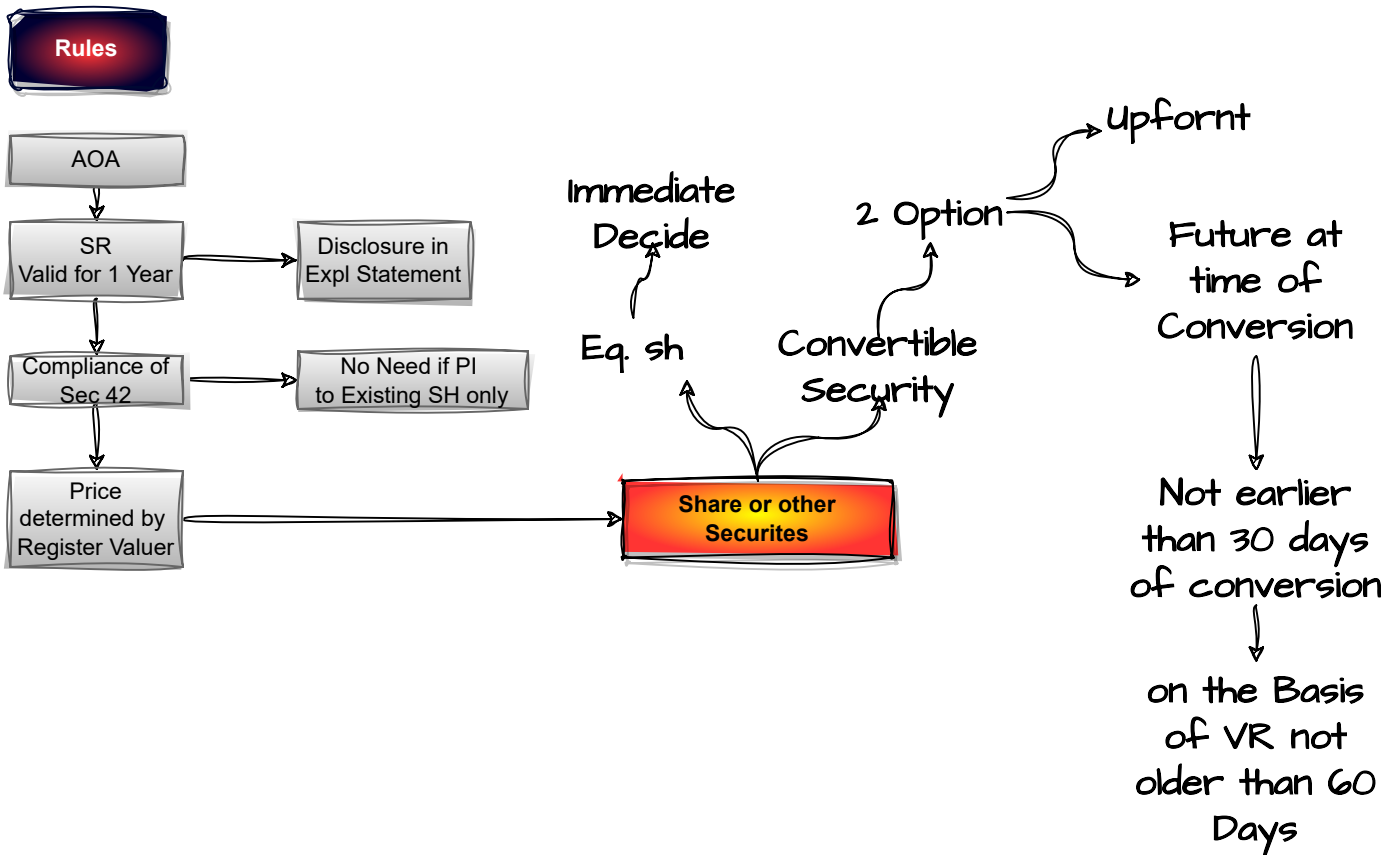 Rules
AOA
SR
Valid for 1 Year
Disclosure in
Expl Statement
Compliance of
Sec 42
No Need if PI
to Existing SH only
Price
determined by
Register Valuer
Share or other
Securites
Eq. sh
Immediate
Decide
Convertible
Security
2 Option
Upfornt
Future at
time of
Conversion
Not earlier
than 30 days
of conversion
on the Basis
of VR not
older than 60
Days